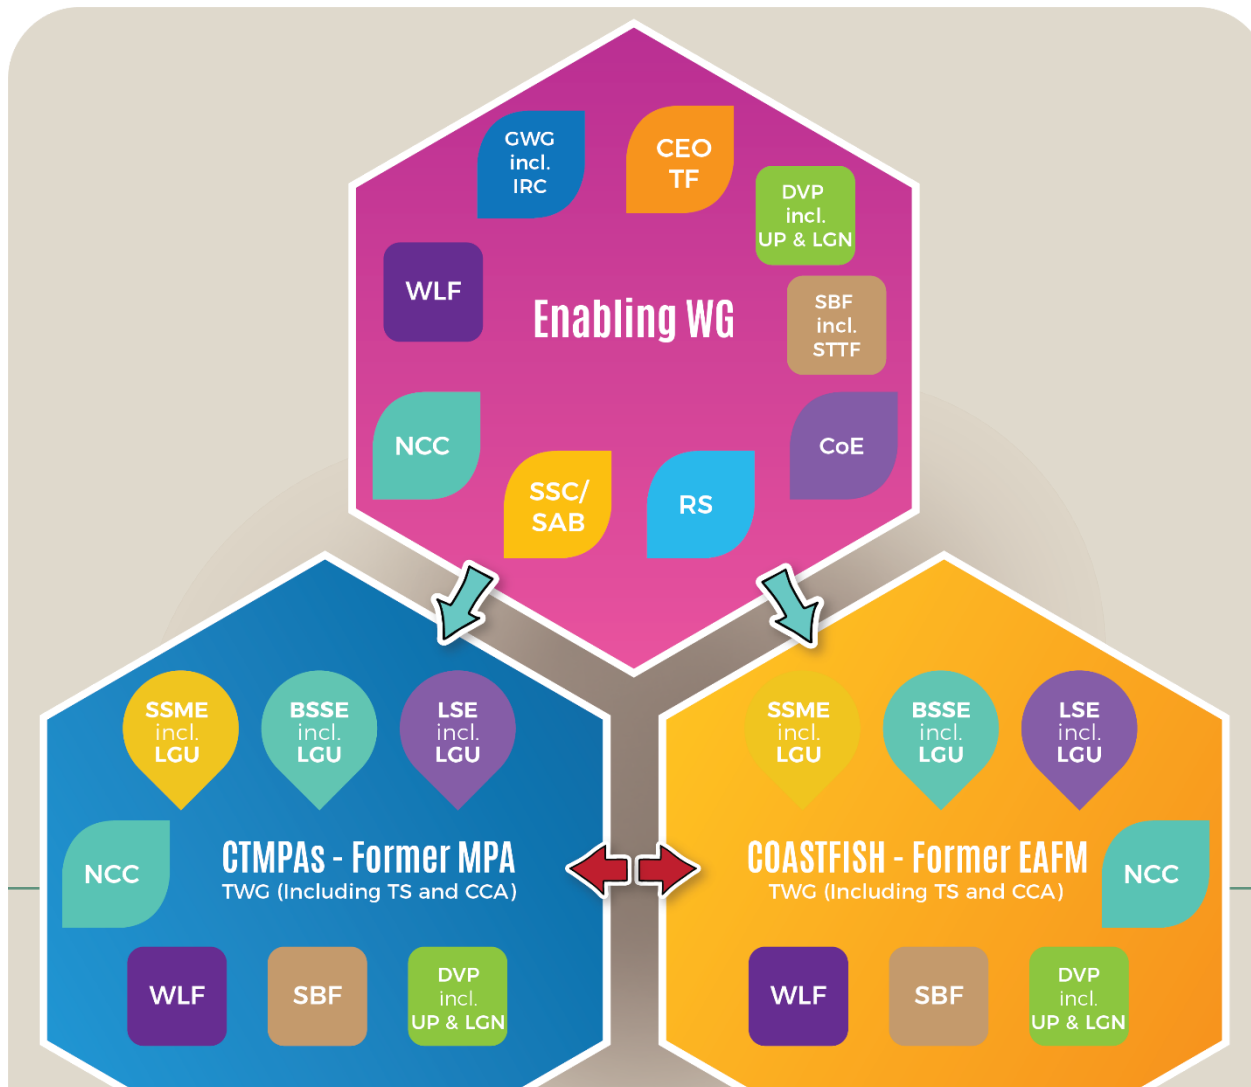 GWG
incl.
IRC
CEO
TF
DVP
incl.
UP & LGN
WLF
Enabling WG
SBF
incl.
STTF
NCC
SSC/
SAB
RS
CoE
SSME
incl.
LGU
BSSE
incl.
LGU
LSE
incl.
LGU
NCC
CTMPAs - Former MPA
TWG (Including TS and CCA)
WLF
SBF
DVP
incl.
UP & LGN
SSME
incl.
LGU
BSSE
incl.
LGU
LSE
incl.
LGU
COASTFISH - Former EAFM
TWG (Including TS and CCA)
NCC
WLF
SBF
DVP
incl.
UP & LGN